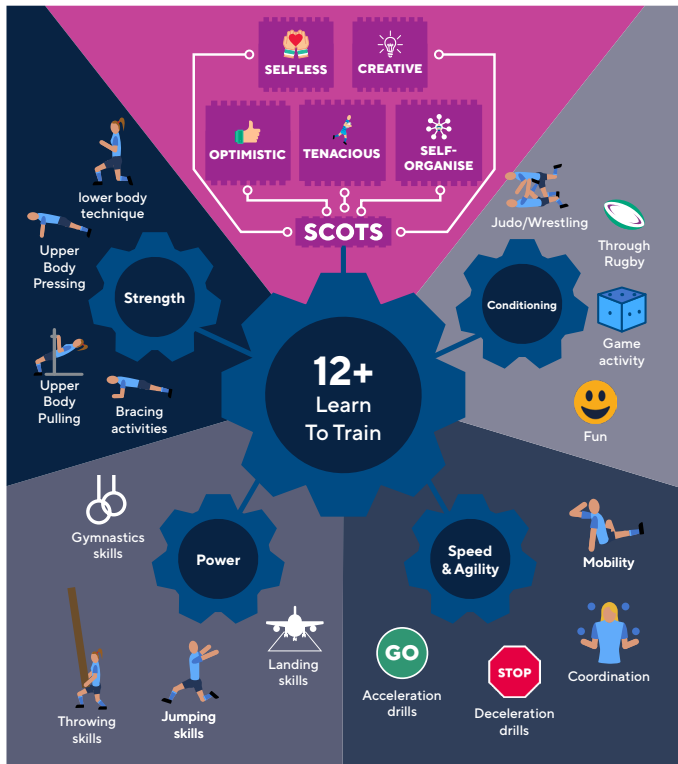 SELFLESS
CREATIVE
OPTIMISTIC
TENACIOUS
SELF-
ORGANISE
SCOTS
lower body
technique
Upper
Body
Pressing
Strength
Upper
Body
Pulling
Bracing
activities
Judo/Wrestling
Through
Rugby
Conditioning
Game
activity
Fun
12+
Learn
To Train
Gymnastics
skills
Power
Landing
skills
Throwing
skills
Jumping
skills
Speed
& Agility
Mobility
GO
Acceleration
drills
STOP
Deceleration
drills
Coordination